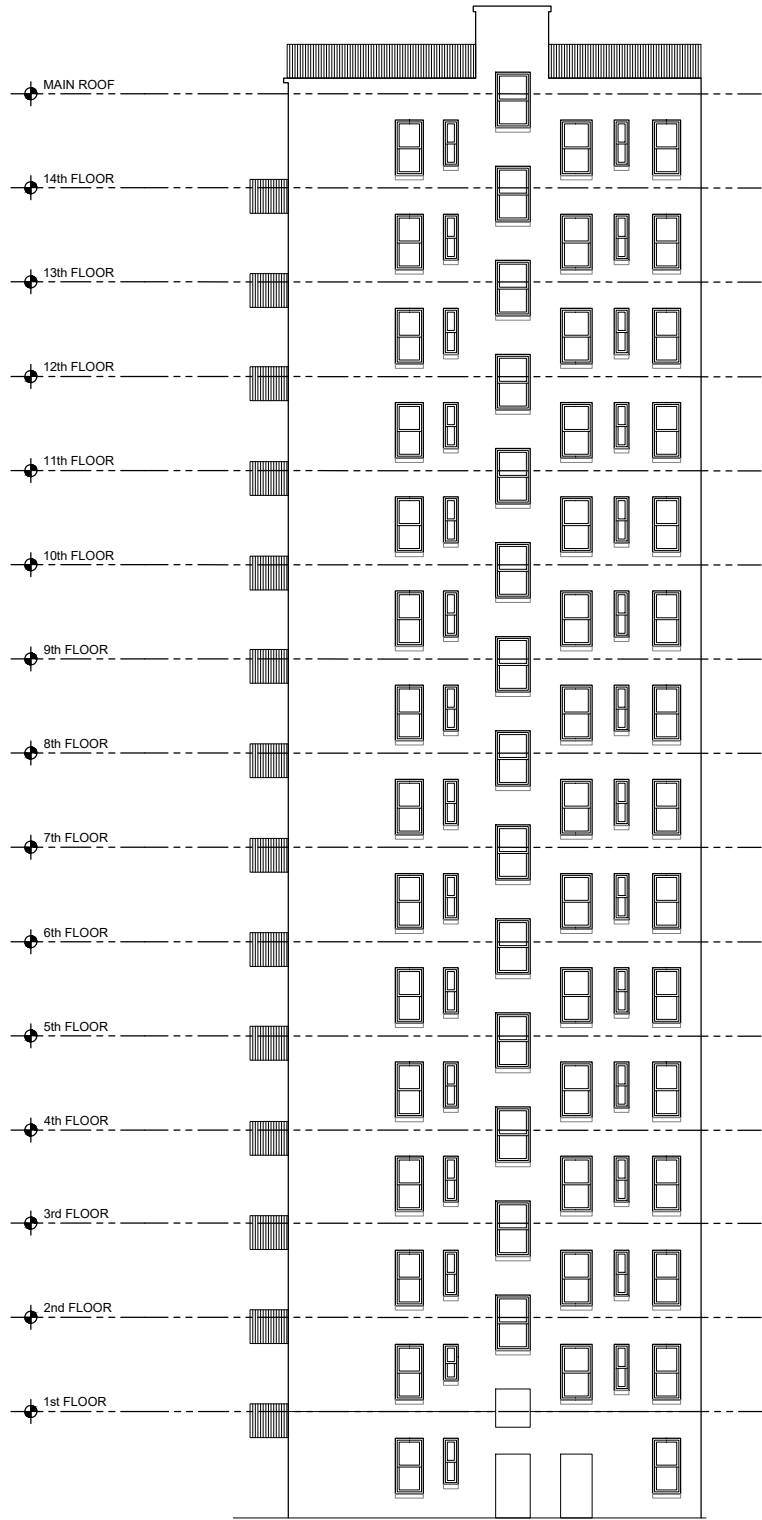 MAIN ROOF
14th FLOOR
13th FLOOR
12th FLOOR
11th FLOOR
10th FLOOR
9th FLOOR
8th FLOOR
7th FLOOR
6th FLOOR
5th FLOOR
4th FLOOR
3rd FLOOR
2nd FLOOR
1st FLOOR